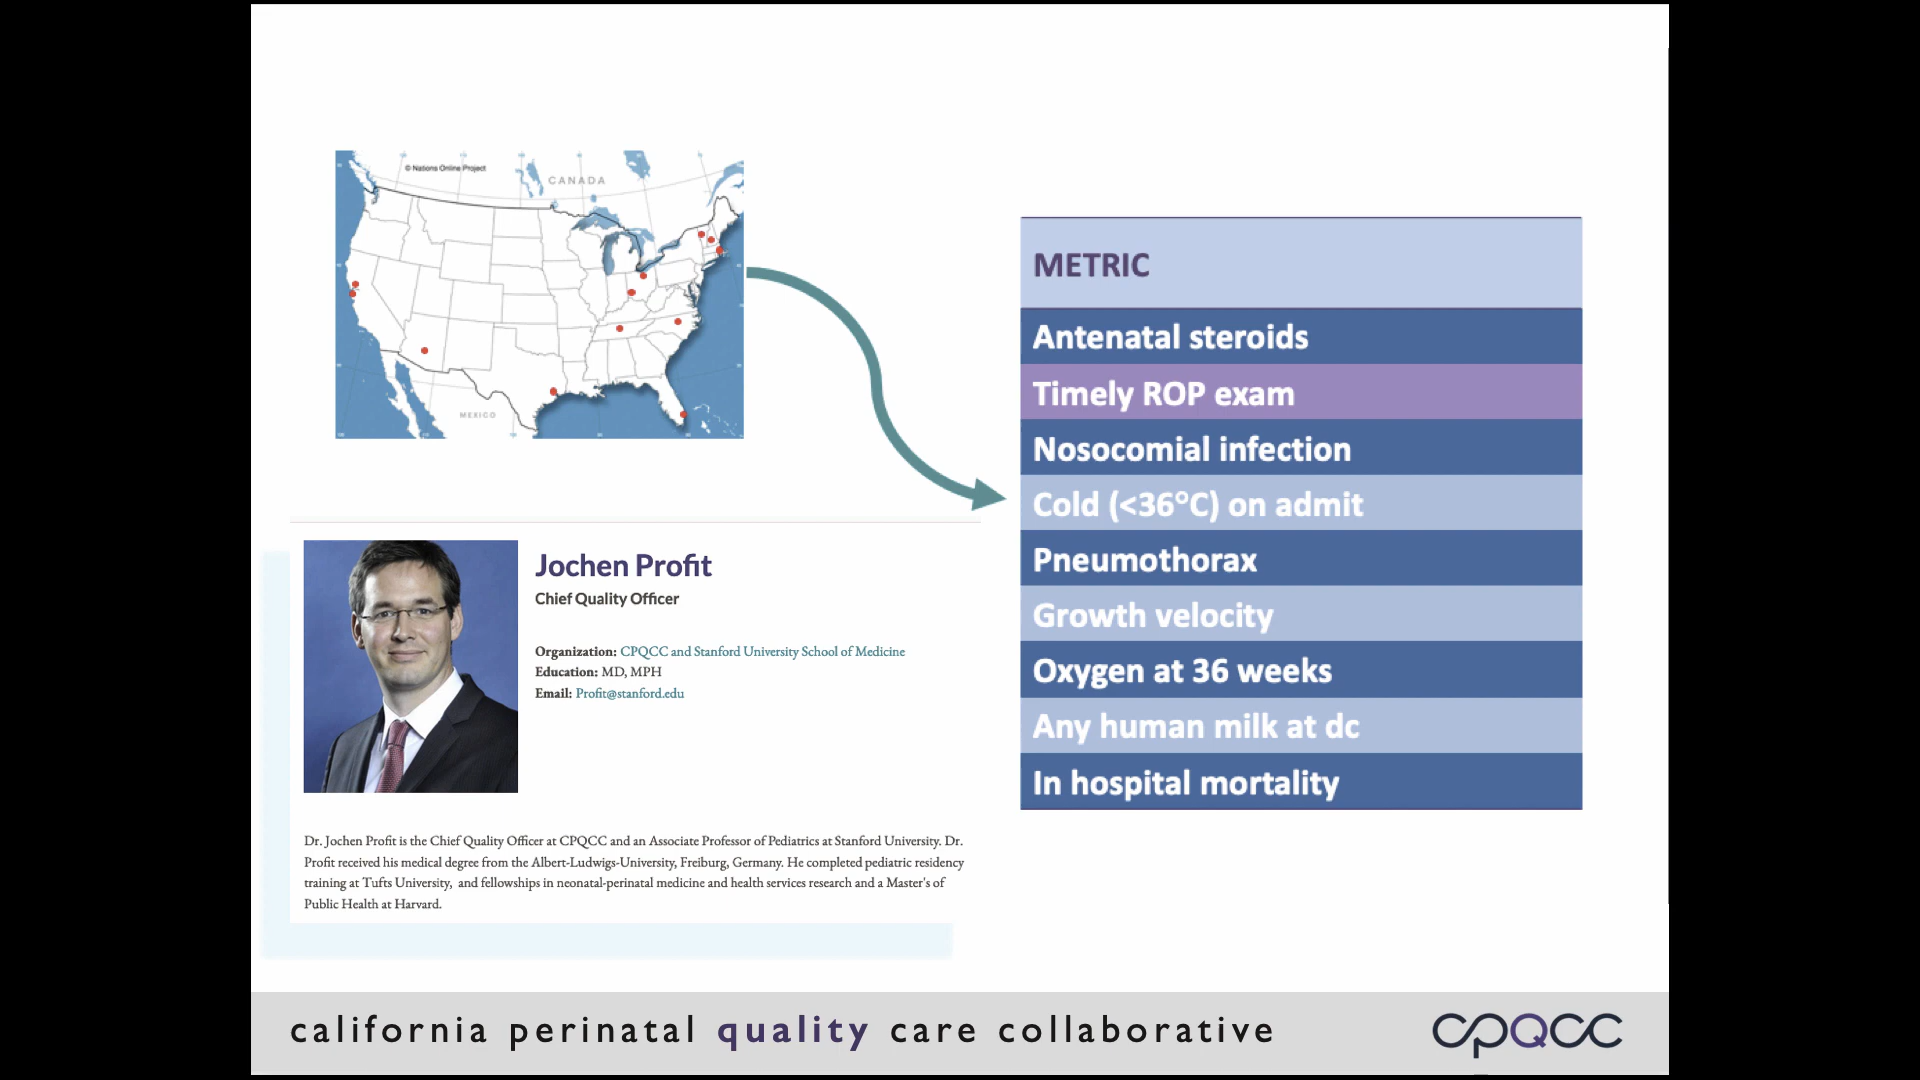 © Nations Online Project
CANADA
MEXICO
METRIC
Antenatal steroids
Timely ROP exam
Nosocomial infection
Cold (<36°C) on admit
Pneumothorax
Growth velocity
Oxygen at 36 weeks
Any human milk at dc
In hospital mortality
Jochen Profit
Chief Quality Officer
Organization: CPQCC and Stanford University School of Medicine
Education: MD, MPH
Email: Profit@stanford.edu
Dr. Jochen Profit is the Chief Quality Officer at CPQCC and an Associate Professor of Pediatrics at Stanford University. Dr.
Profit received his medical degree from the Albert-Ludwigs-University, Freiburg, Germany. He completed pediatric residency
training at Tufts University, and fellowships in neonatal-perinatal medicine and health services research and a Master's of
Public Health at Harvard.
california perinatal quality care collaborative
cpQcc